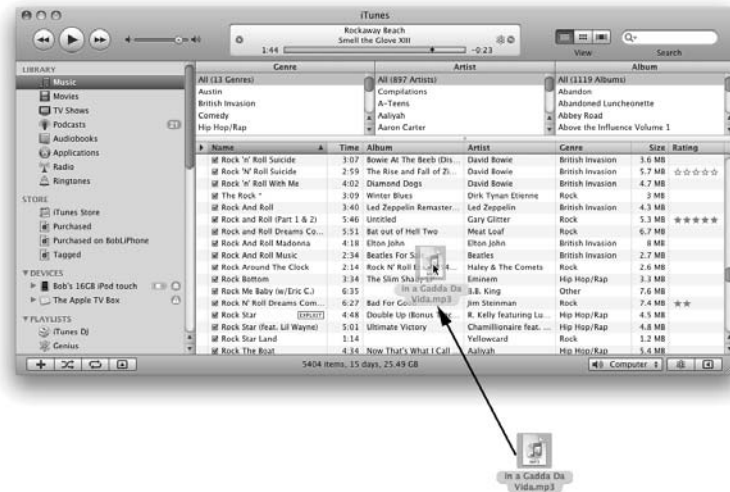 iTunes
Rockaway Beach
Smell the Glove XIII
1:44
-0:23
View
Search
LIBRARY
Music
Movies
TV Shows
Podcasts
Audiobooks
Applications
Radio
Ringtones
STORE
iTunes Store
Purchased
Purchased on BobLiPhone
Tagged
DEVICES
Bob's 16GB iPod touch
The Apple TV Box
PLAYLISTS
iTunes DJ
Genius
Genre Artist Album
All (13 Genres) All (897 Artists) All (1119 Albums)
Austin Compilations Abandon
British Invasion A-Teens Abandoned Luncheonette
Comedy Aaliyah Abbey Road
Hip Hop/Rap Aaron Carter Above the Influence Volume 1
Name Time Album Artist Genre Size Rating
Rock 'n' Roll Suicide 3:07 Bowie At The Beeb (Dis... David Bowie British Invasion 3.6 MB
Rock 'N' Roll Suicide 2:59 The Rise and Fall of Zi... David Bowie British Invasion 5.7 MB
Rock 'n' Roll With Me 4:02 Diamond Dogs David Bowie British Invasion 4.7 MB
The Rock * 3:09 Winter Blues Dirk Tynan Etienne Rock 3 MB
Rock And Roll 3:40 Led Zeppelin Remaster... Led Zeppelin British Invasion 4.3 MB
Rock and Roll (Part 1 & 2) 5:46 Untitled Gary Glitter Rock 5.3 MB
Rock and Roll Dreams Co... 5:51 Bat out of Hell Two Meat Loaf Rock 6.7 MB
Rock And Roll Madonna 4:18 Elton John Elton John British Invasion 8 MB
Rock And Roll Music 2:34 Beatles For Beatles British Invasion 2.7 MB
Rock Around The Clock 2:14 Rock N' Roll Haley & The Comets Rock 2.6 MB
Rock Bottom 3:34 The Slim Shady Eminem Hip Hop/Rap 3.3 MB
Rock Me Baby (w/Eric C.) 6:35 B.B. King Other 7.6 MB
Rock N' Roll Dreams Com... 6:27 Bad For Jim Steinman Rock 7.4 MB
Rock Star EXPLICIT 4:48 Double Up (Bonus R. Kelly featuring Lu... Hip Hop/Rap 4.5 MB
Rock Star (feat. Lil Wayne) 5:01 Ultimate Victory Chamillionaire feat. ... Hip Hop/Rap 4.8 MB
Rock Star Land 1:14 Yellowcard Rock 1.2 MB
Rock The Boat 4:34 Now That's What I Call ... Aaliyah Hip Hop/Rap 5.4 MB
In a Gadda Da
Vida.mp3
5404 items, 15 days, 25.49 GB
Computer
In a Gadda Da
Vida.mp3